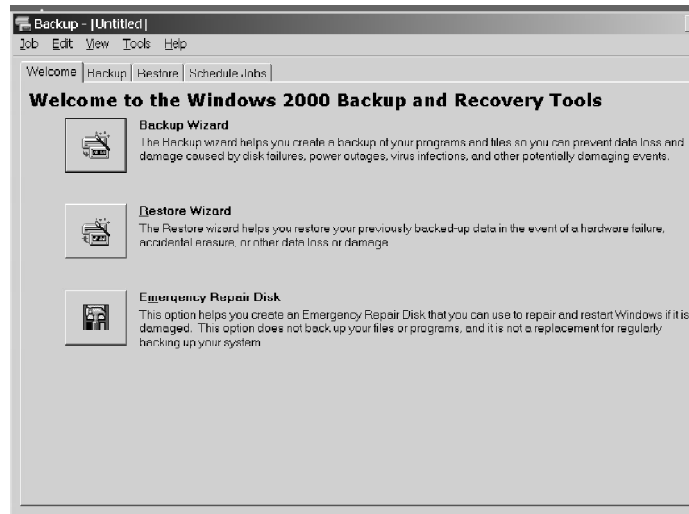 Backup - [Untitled]
Job Edit View Tools Help
Welcome Backup Restore Schedule Jobs
Welcome to the Windows 2000 Backup and Recovery Tools
Backup Wizard
The Backup wizard helps you create a backup of your programs and files so you can prevent data loss and
damage caused by disk failures, power outages, virus infections, and other potentially damaging events.
Restore Wizard
The Restore wizard helps you restore your previously backed-up data in the event of a hardware failure,
accidental erasure, or other data loss or damage.
Emergency Repair Disk
This option helps you create an Emergency Repair Disk that you can use to repair and restart Windows if it is
damaged. This option does not back up your files or programs, and it is not a replacement for regularly
backing up your system.